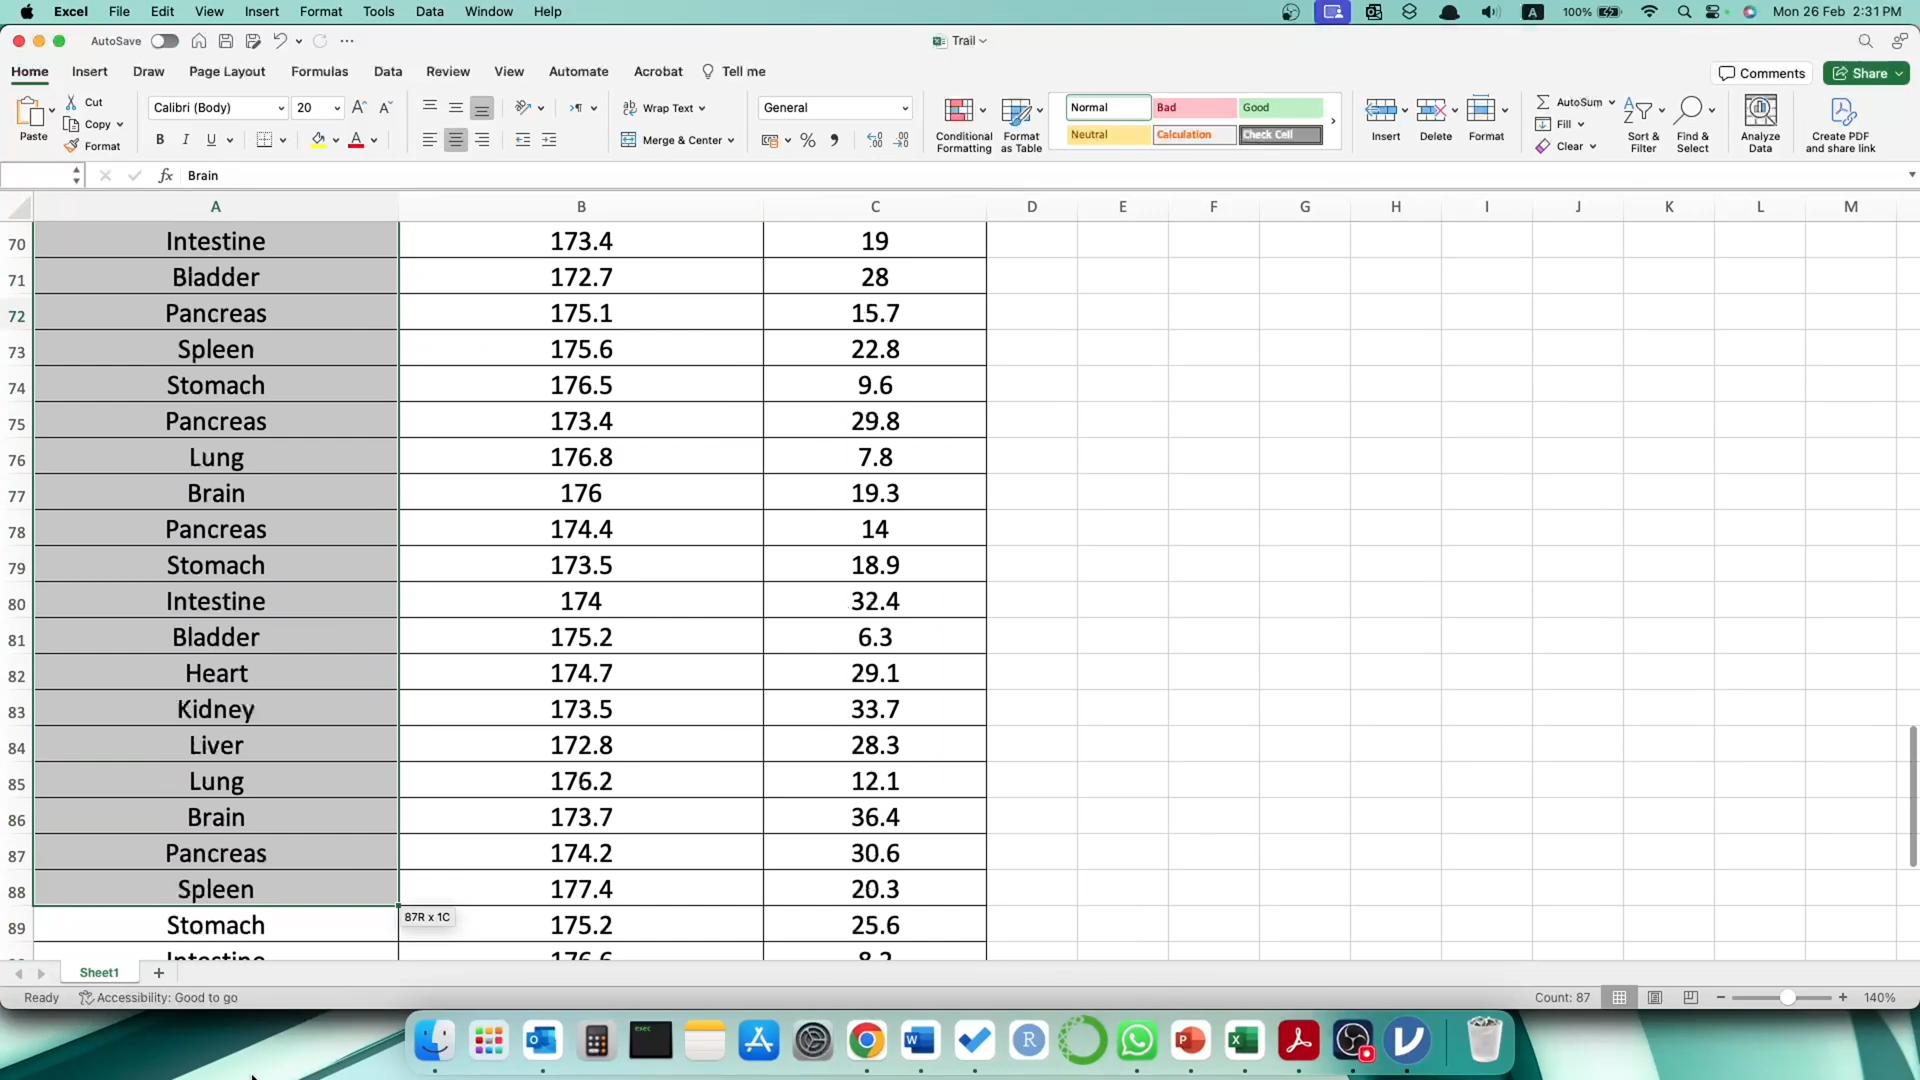 Excel File Edit View Insert Format Tools Data Window Help A 100% Mon 26 Feb 2:31 PM
AutoSave Trail
Home Insert Draw Page Layout Formulas Data Review View Automate Acrobat Tell me Comments Share
Paste Cut Copy Format Calibri (Body) 20 A A Wrap Text General Normal Bad Good AutoSum
B I U A Merge & Center % Conditional Formatting Format as Table Neutral Calculation Check Cell Insert Delete Format Fill Clear Sort & Filter Find & Select Analyze Data Create PDF and share link
fx Brain
A B C D E F G H I J K L M
70 Intestine 173.4 19
71 Bladder 172.7 28
72 Pancreas 175.1 15.7
73 Spleen 175.6 22.8
74 Stomach 176.5 9.6
75 Pancreas 173.4 29.8
76 Lung 176.8 7.8
77 Brain 176 19.3
78 Pancreas 174.4 14
79 Stomach 173.5 18.9
80 Intestine 174 32.4
81 Bladder 175.2 6.3
82 Heart 174.7 29.1
83 Kidney 173.5 33.7
84 Liver 172.8 28.3
85 Lung 176.2 12.1
86 Brain 173.7 36.4
87 Pancreas 174.2 30.6
88 Spleen 177.4 20.3
87R x 1C
89 Stomach 175.2 25.6
Intestine 176.6 8.2
Sheet1 +
Ready Accessibility: Good to go Count: 87 140%
exec W R P X